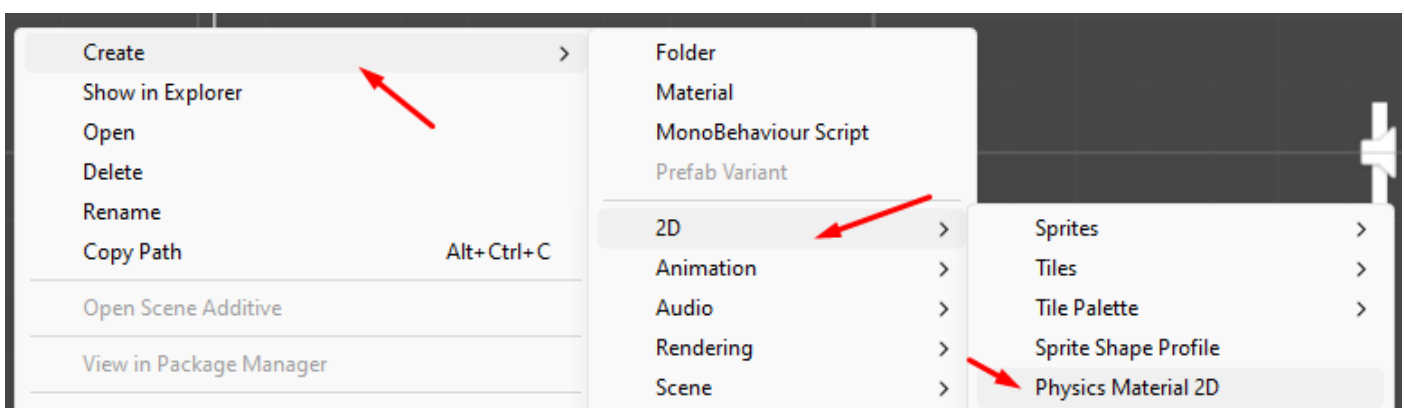 Create
Show in Explorer
Open
Delete
Rename
Copy Path Alt+Ctrl+C
Open Scene Additive
View in Package Manager
Folder
Material
MonoBehaviour Script
Prefab Variant
2D
Animation
Audio
Rendering
Scene
Sprites
Tiles
Tile Palette
Sprite Shape Profile
Physics Material 2D